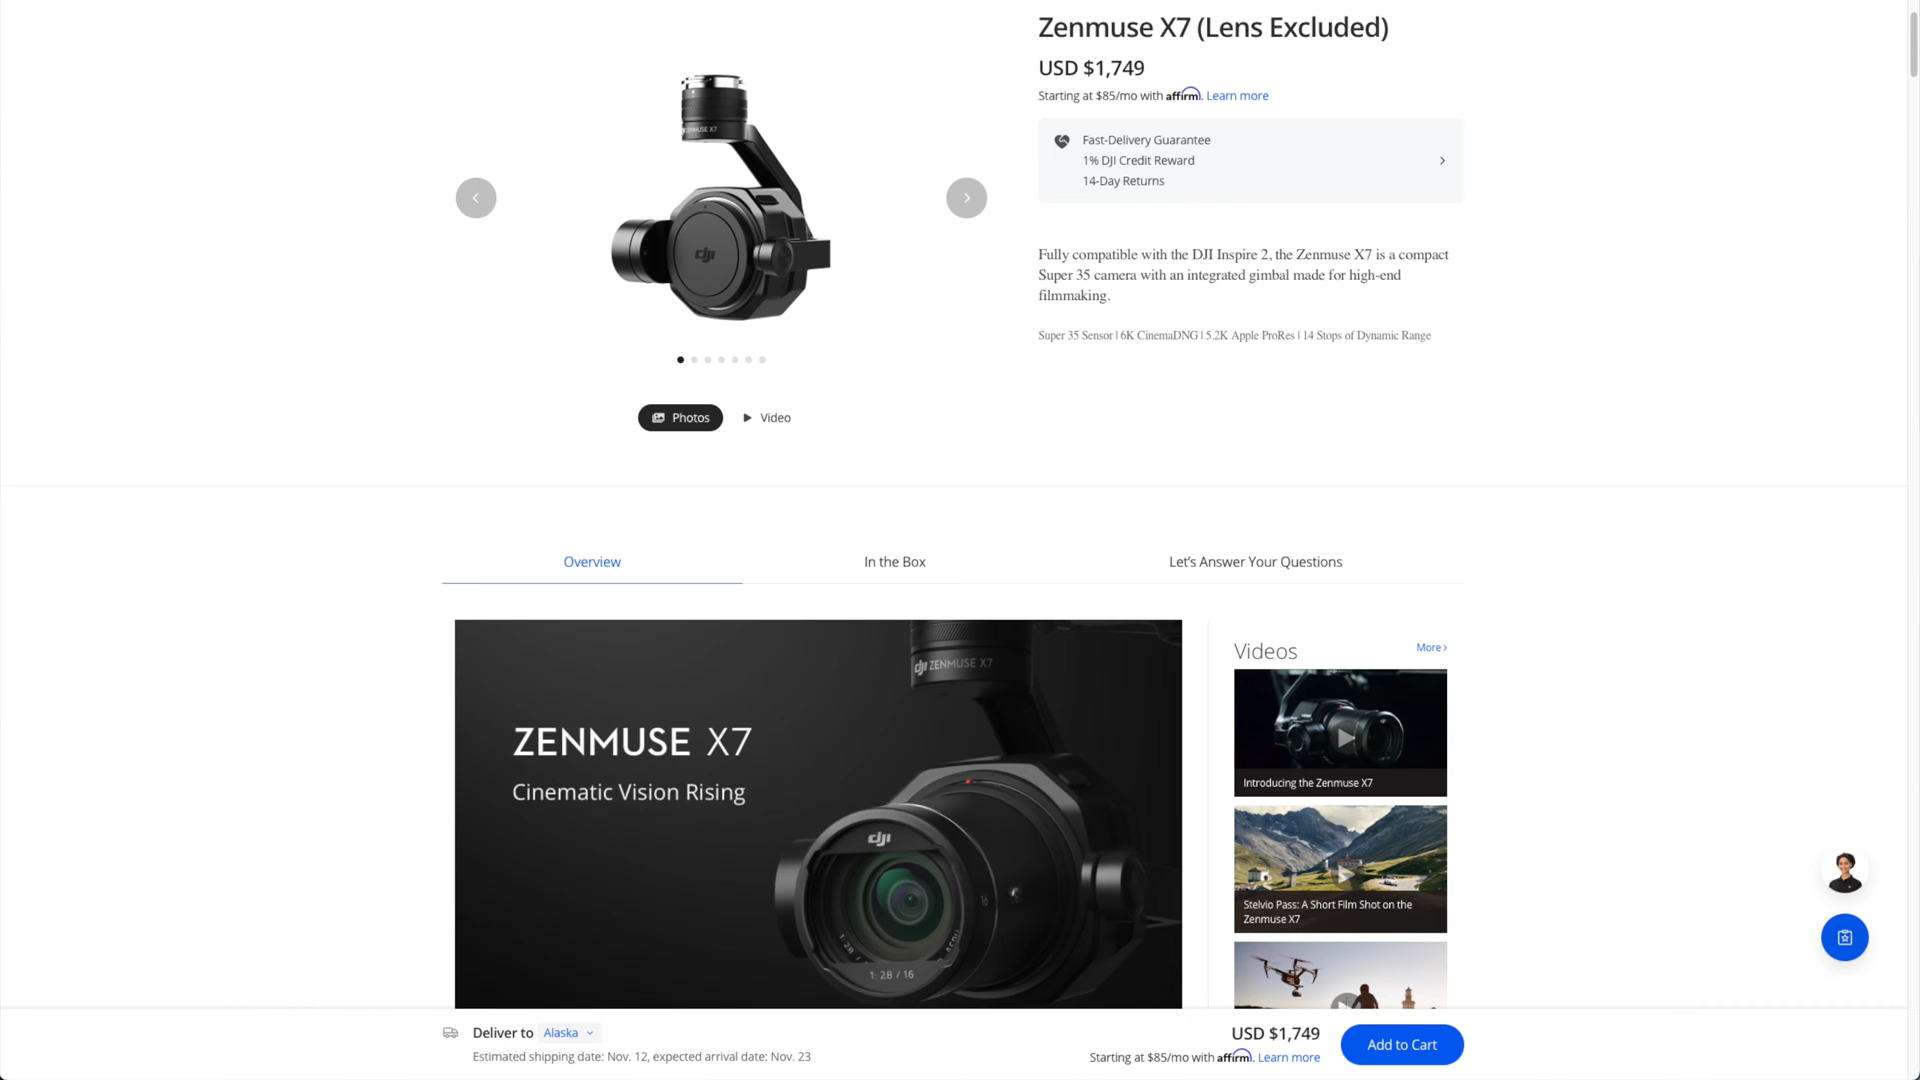 Zenmuse X7 (Lens Excluded)
USD $1,749
Starting at $85/mo with affirm. Learn more
Fast-Delivery Guarantee
1% DJI Credit Reward
14-Day Returns
Fully compatible with the DJI Inspire 2, the Zenmuse X7 is a compact
Super 35 camera with an integrated gimbal made for high-end
filmmaking.
Super 35 Sensor | 6K CinemaDNG | 5.2K Apple ProRes | 14 Stops of Dynamic Range
ZENMUSE X7
dji
Photos
Video
Overview
In the Box
Let's Answer Your Questions
dji ZENMUSE X7
ZENMUSE X7
Cinematic Vision Rising
dji
16
1: 28 / 16
Videos
More
Introducing the Zenmuse X7
Stelvio Pass: A Short Film Shot on the
Zenmuse X7
Deliver to Alaska
Estimated shipping date: Nov. 12, expected arrival date: Nov. 23
USD $1,749
Starting at $85/mo with affirm. Learn more
Add to Cart